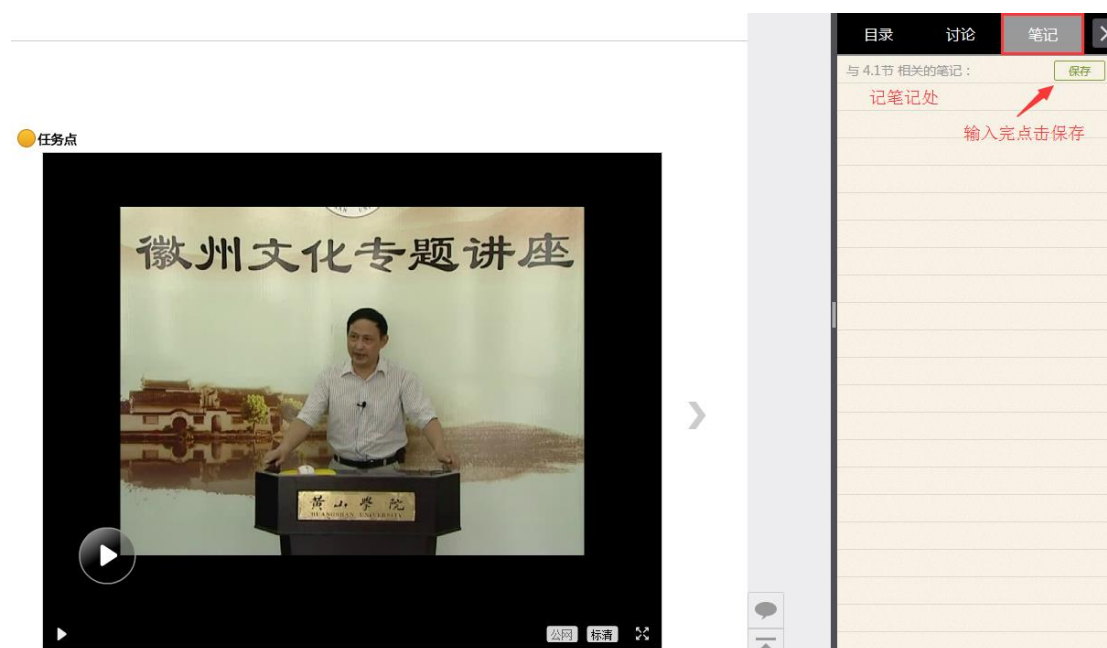 目录 讨论 笔记
与 4.1节 相关的笔记：
保存
记笔记处
输入完点击保存
任务点
徽州文化专题讲座
黄山学院
HUANGSHAN UNIVERSITY
公网 标清